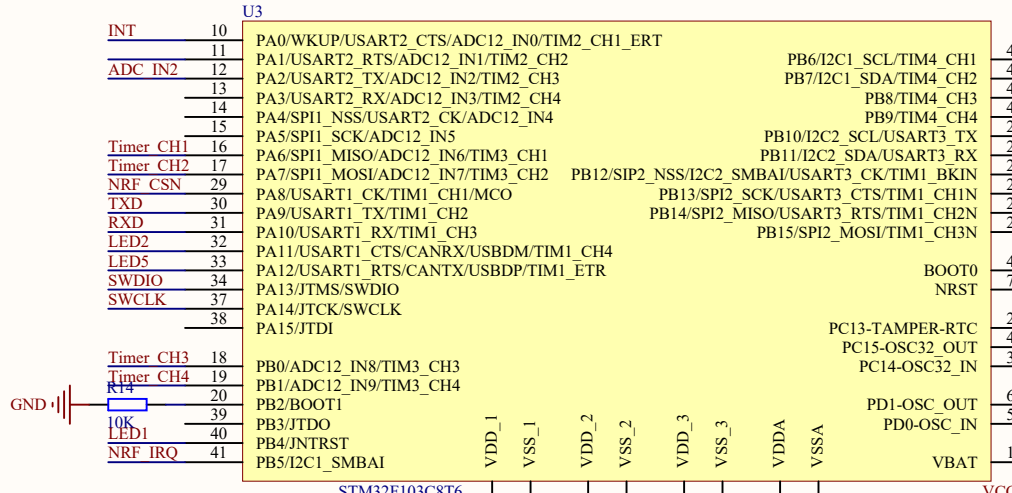 U3
INT 10 PA0/WKUP/USART2_CTS/ADC12_IN0/TIM2_CH1_ERT
11 PA1/USART2_RTS/ADC12_IN1/TIM2_CH2 PB6/I2C1_SCL/TIM4_CH1
ADC_IN2 12 PA2/USART2_TX/ADC12_IN2/TIM2_CH3 PB7/I2C1_SDA/TIM4_CH2
13 PA3/USART2_RX/ADC12_IN3/TIM2_CH4 PB8/TIM4_CH3
14 PA4/SPI1_NSS/USART2_CK/ADC12_IN4 PB9/TIM4_CH4
15 PA5/SPI1_SCK/ADC12_IN5 PB10/I2C2_SCL/USART3_TX
Timer_CH1 16 PA6/SPI1_MISO/ADC12_IN6/TIM3_CH1 PB11/I2C2_SDA/USART3_RX
Timer_CH2 17 PA7/SPI1_MOSI/ADC12_IN7/TIM3_CH2 PB12/SIP2_NSS/I2C2_SMBAI/USART3_CK/TIM1_BKIN
NRF_CSN 29 PA8/USART1_CK/TIM1_CH1/MCO PB13/SPI2_SCK/USART3_CTS/TIM1_CH1N
TXD 30 PA9/USART1_TX/TIM1_CH2 PB14/SPI2_MISO/USART3_RTS/TIM1_CH2N
RXD 31 PA10/USART1_RX/TIM1_CH3 PB15/SPI2_MOSI/TIM1_CH3N
LED2 32 PA11/USART1_CTS/CANRX/USBDM/TIM1_CH4
LED5 33 PA12/USART1_RTS/CANTX/USBDP/TIM1_ETR BOOT0
SWDIO 34 PA13/JTMS/SWDIO NRST
SWCLK 37 PA14/JTCK/SWCLK
38 PA15/JTDI PC13-TAMPER-RTC
PC15-OSC32_OUT
Timer_CH3 18 PB0/ADC12_IN8/TIM3_CH3 PC14-OSC32_IN
Timer_CH4 19 PB1/ADC12_IN9/TIM3_CH4
R14
GND 20 PB2/BOOT1 PD1-OSC_OUT
10K 39 PB3/JTDO PD0-OSC_IN
LED1 40 PB4/JNTRST
NRF_IRQ 41 PB5/I2C1_SMBAI VBAT
VDD_1 VSS_1 VDD_2 VSS_2 VDD_3 VSS_3 VDDA VSSA
STM32F103C8T6